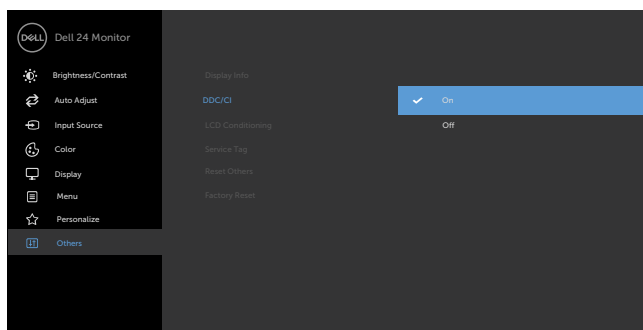 DELL
Dell 24 Monitor
Brightness/Contrast
Auto Adjust
Input Source
Color
Display
Menu
Personalize
Others
Display Info
DDC/CI
LCD Conditioning
Service Tag
Reset Others
Factory Reset
On
Off